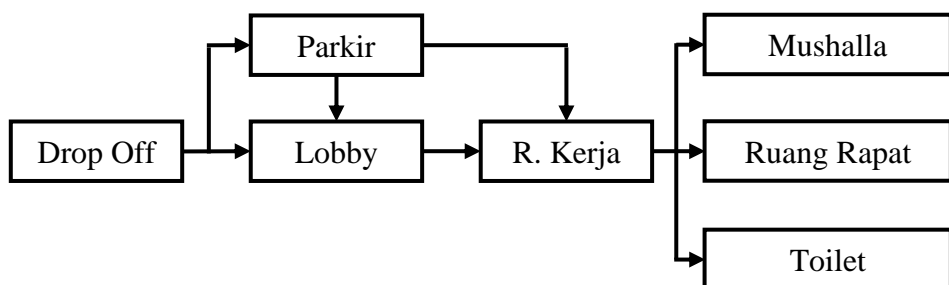 Parkir
Mushalla
Drop Off
Lobby
R. Kerja
Ruang Rapat
Toilet